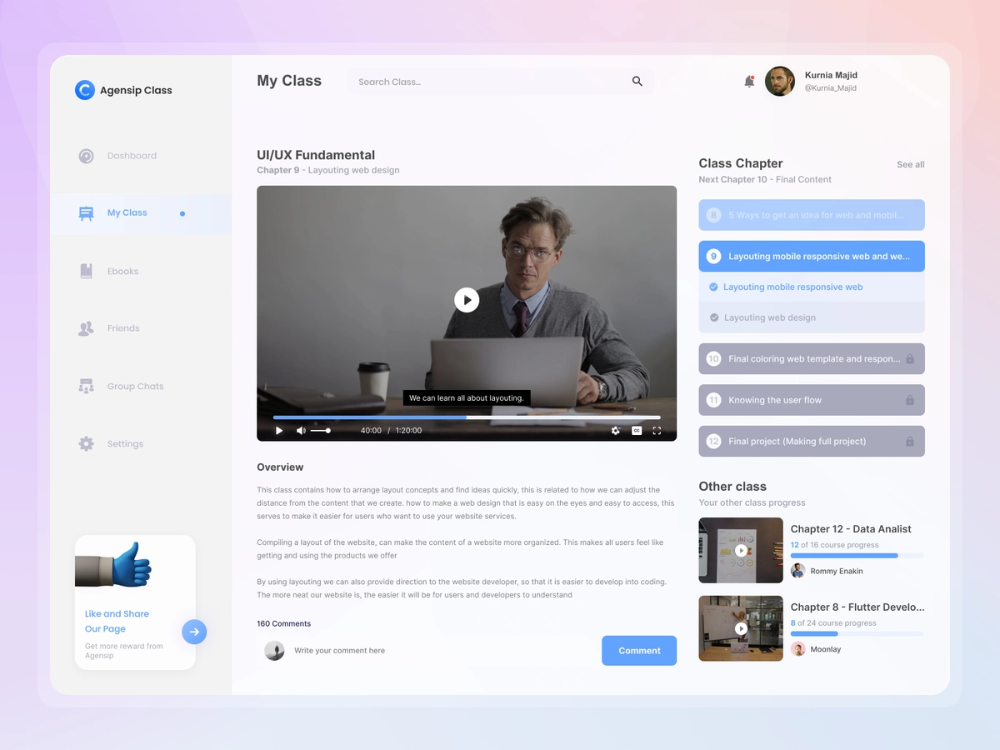 Agensip Class
Dashboard
My Class
Ebooks
Friends
Group Chats
Settings
Like and Share
Our Page
Get more reward from
Agensip
My Class
Search Class...
Kurnia Majid
@Kurnia_Majid
UI/UX Fundamental
Chapter 9 - Layouting web design
We can learn all about layouting.
40:00 / 1:20:00
CC
Overview
This class contains how to arrange layout concepts and find ideas quickly, this is related to how we can adjust the
distance from the content that we create. how to make a web design that is easy on the eyes and easy to access, this
serves to make it easier for users who want to use your website services.
Compiling a layout of the website, can make the content of a website more organized. This makes all users feel like
getting and using the products we offer
By using layouting we can also provide direction to the website developer, so that it is easier to develop into coding.
The more neat our website is, the easier it will be for users and developers to understand
160 Comments
Write your comment here
Comment
Class Chapter
See all
Next Chapter 10 - Final Content
8 5 Ways to get an idea for web and mobil...
9 Layouting mobile responsive web and we...
Layouting mobile responsive web
Layouting web design
10 Final coloring web template and respon...
11 Knowing the user flow
12 Final project (Making full project)
Other class
Your other class progress
Chapter 12 - Data Analist
12 of 16 course progress
Rommy Enakin
Chapter 8 - Flutter Develo...
8 of 24 course progress
Moonlay